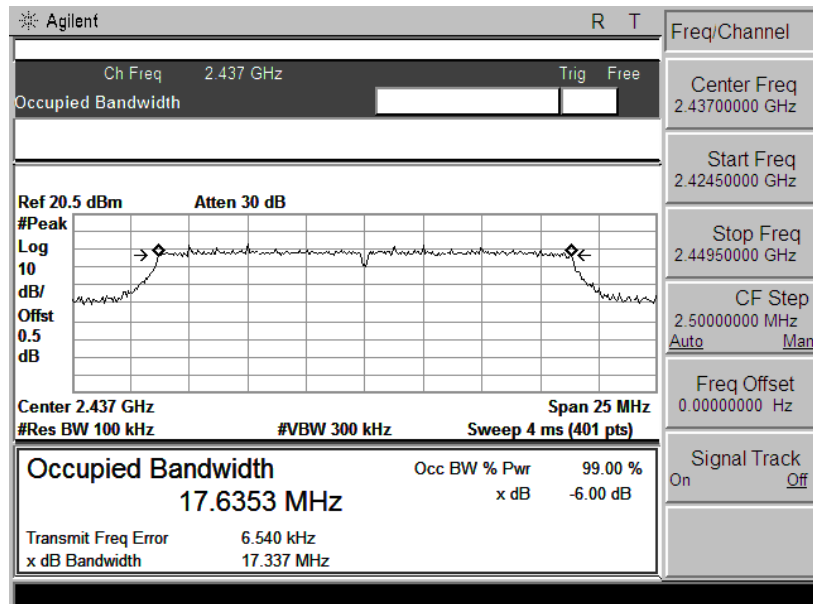 Agilent R T
Ch Freq 2.437 GHz Trig Free
Occupied Bandwidth
Ref 20.5 dBm Atten 30 dB
#Peak
Log
10
dB/
Offst
0.5
dB
Center 2.437 GHz Span 25 MHz
#Res BW 100 kHz #VBW 300 kHz Sweep 4 ms (401 pts)
Occupied Bandwidth
17.6353 MHz
Occ BW % Pwr 99.00 %
x dB -6.00 dB
Transmit Freq Error 6.540 kHz
x dB Bandwidth 17.337 MHz
Freq/Channel
Center Freq
2.43700000 GHz
Start Freq
2.42450000 GHz
Stop Freq
2.44950000 GHz
CF Step
2.50000000 MHz
Auto Man
Freq Offset
0.00000000 Hz
Signal Track
On Off